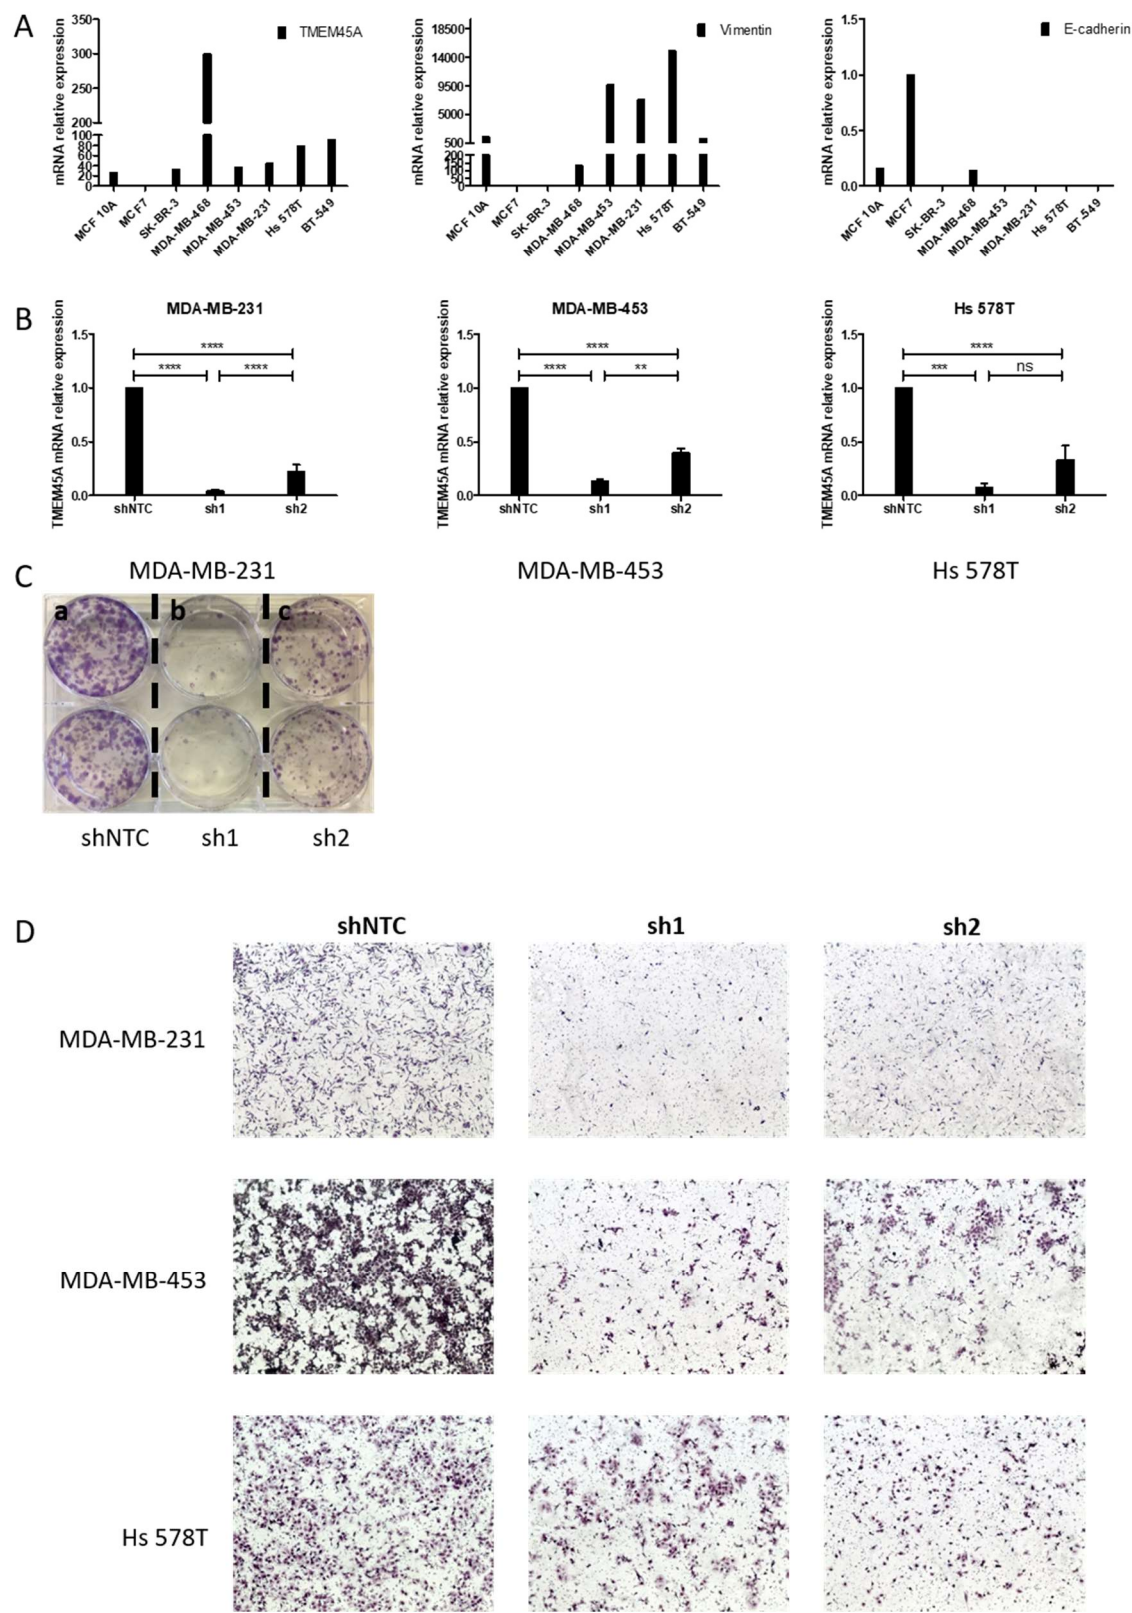 A
350
300
250
200
100
80
60
40
20
0
mRNA relative expression
TMEM45A
MCF 10A
MCF7
SK-BR-3
MDA-MB-468
MDA-MB-453
MDA-MB-231
Hs 578T
BT-549
18500
14000
9500
5000
500
200
150
100
50
0
mRNA relative expression
Vimentin
MCF 10A
MCF7
SK-BR-3
MDA-MB-468
MDA-MB-453
MDA-MB-231
Hs 578T
BT-549
1.5
1.0
0.5
0.0
mRNA relative expression
E-cadherin
MCF 10A
MCF7
SK-BR-3
MDA-MB-468
MDA-MB-453
MDA-MB-231
Hs 578T
BT-549
B
MDA-MB-231
TMEM45A mRNA relative expression
1.5
1.0
0.5
0.0
****
**** ****
shNTC sh1 sh2
MDA-MB-453
TMEM45A mRNA relative expression
1.5
1.0
0.5
0.0
****
**** **
shNTC sh1 sh2
Hs 578T
TMEM45A mRNA relative expression
1.5
1.0
0.5
0.0
****
*** ns
shNTC sh1 sh2
C
MDA-MB-231 MDA-MB-453 Hs 578T
a b c
shNTC sh1 sh2
D
shNTC sh1 sh2
MDA-MB-231
MDA-MB-453
Hs 578T